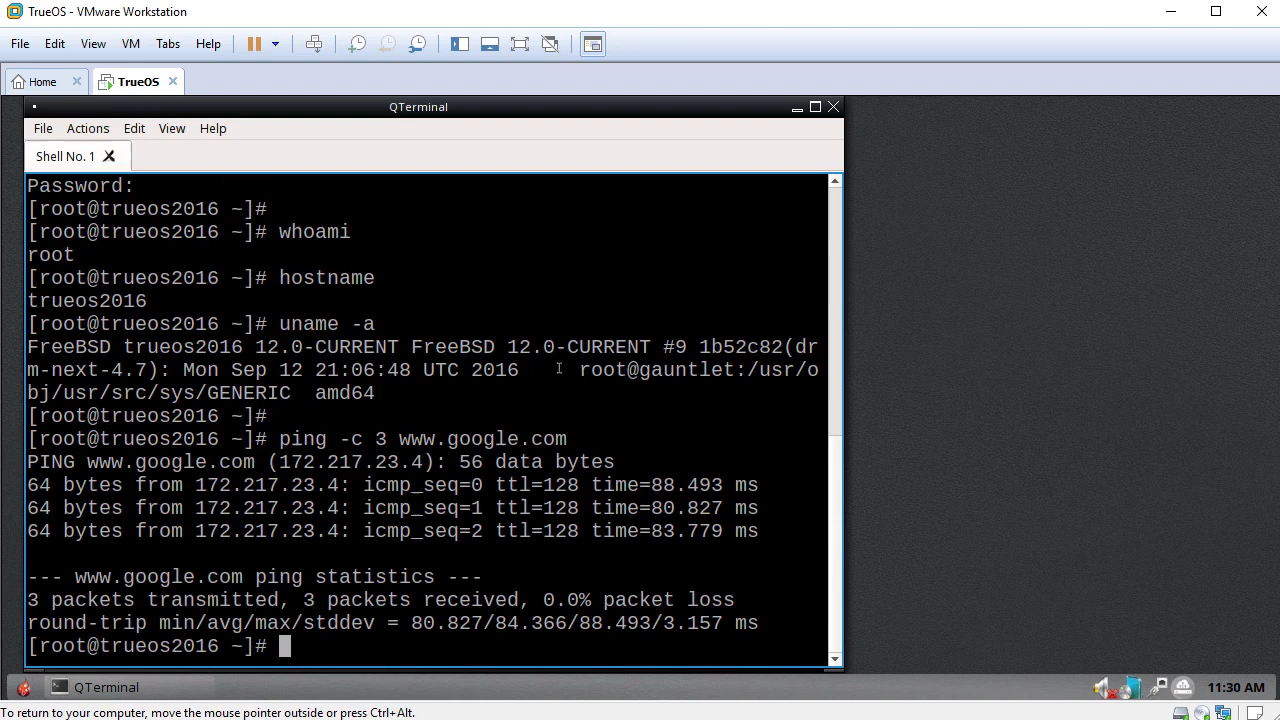 TrueOS - VMware Workstation
File Edit View VM Tabs Help
Home TrueOS
QTerminal
File Actions Edit View Help
Shell No. 1
Password:
[root@trueos2016 ~]#
[root@trueos2016 ~]# whoami
root
[root@trueos2016 ~]# hostname
trueos2016
[root@trueos2016 ~]# uname -a
FreeBSD trueos2016 12.0-CURRENT FreeBSD 12.0-CURRENT #9 1b52c82(dr
m-next-4.7): Mon Sep 12 21:06:48 UTC 2016     root@gauntlet:/usr/o
bj/usr/src/sys/GENERIC  amd64
[root@trueos2016 ~]#
[root@trueos2016 ~]# ping -c 3 www.google.com
PING www.google.com (172.217.23.4): 56 data bytes
64 bytes from 172.217.23.4: icmp_seq=0 ttl=128 time=88.493 ms
64 bytes from 172.217.23.4: icmp_seq=1 ttl=128 time=80.827 ms
64 bytes from 172.217.23.4: icmp_seq=2 ttl=128 time=83.779 ms
--- www.google.com ping statistics ---
3 packets transmitted, 3 packets received, 0.0% packet loss
round-trip min/avg/max/stddev = 80.827/84.366/88.493/3.157 ms
[root@trueos2016 ~]#
QTerminal 11:30 AM
To return to your computer, move the mouse pointer outside or press Ctrl+Alt.